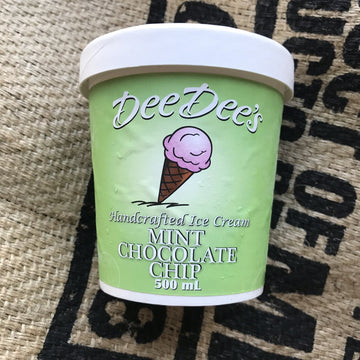 DeeDee's
Handcrafted Ice Cream
MINT
CHOCOLATE
CHIP
500 mL